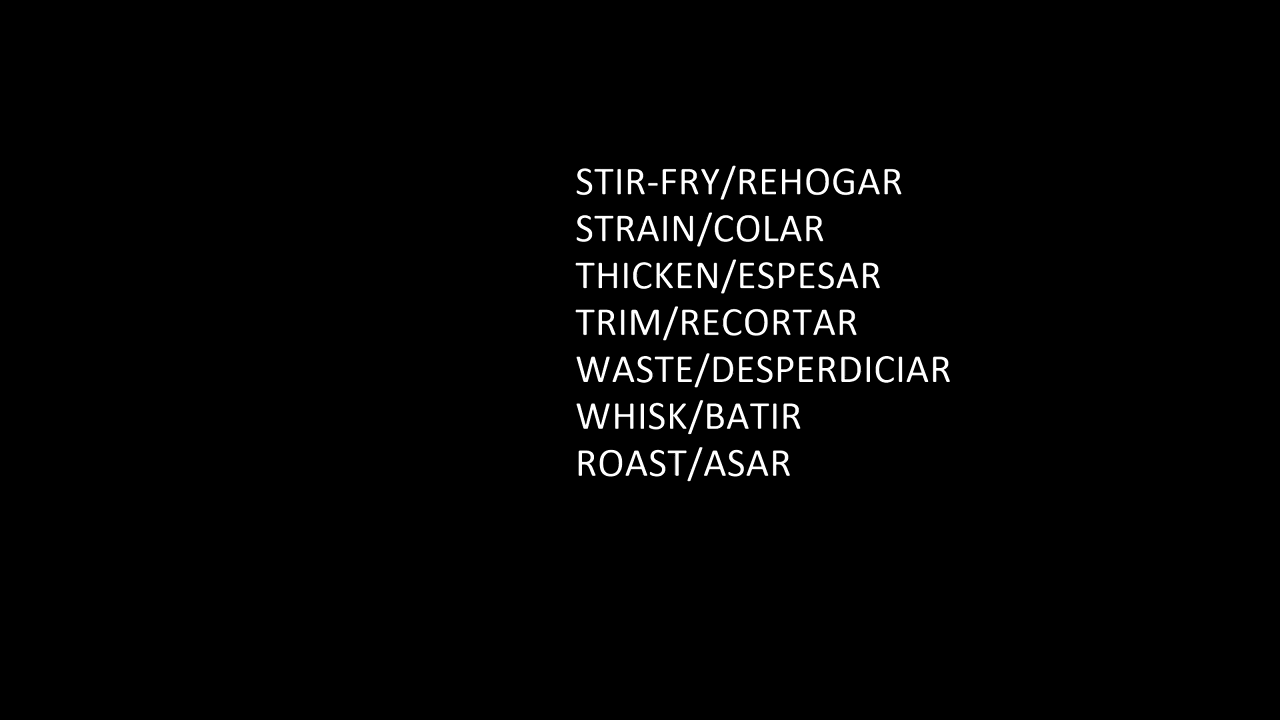 STIR-FRY/REHOGAR
STRAIN/COLAR
THICKEN/ESPESAR
TRIM/RECORTAR
WASTE/DESPERDICIAR
WHISK/BATIR
ROAST/ASAR